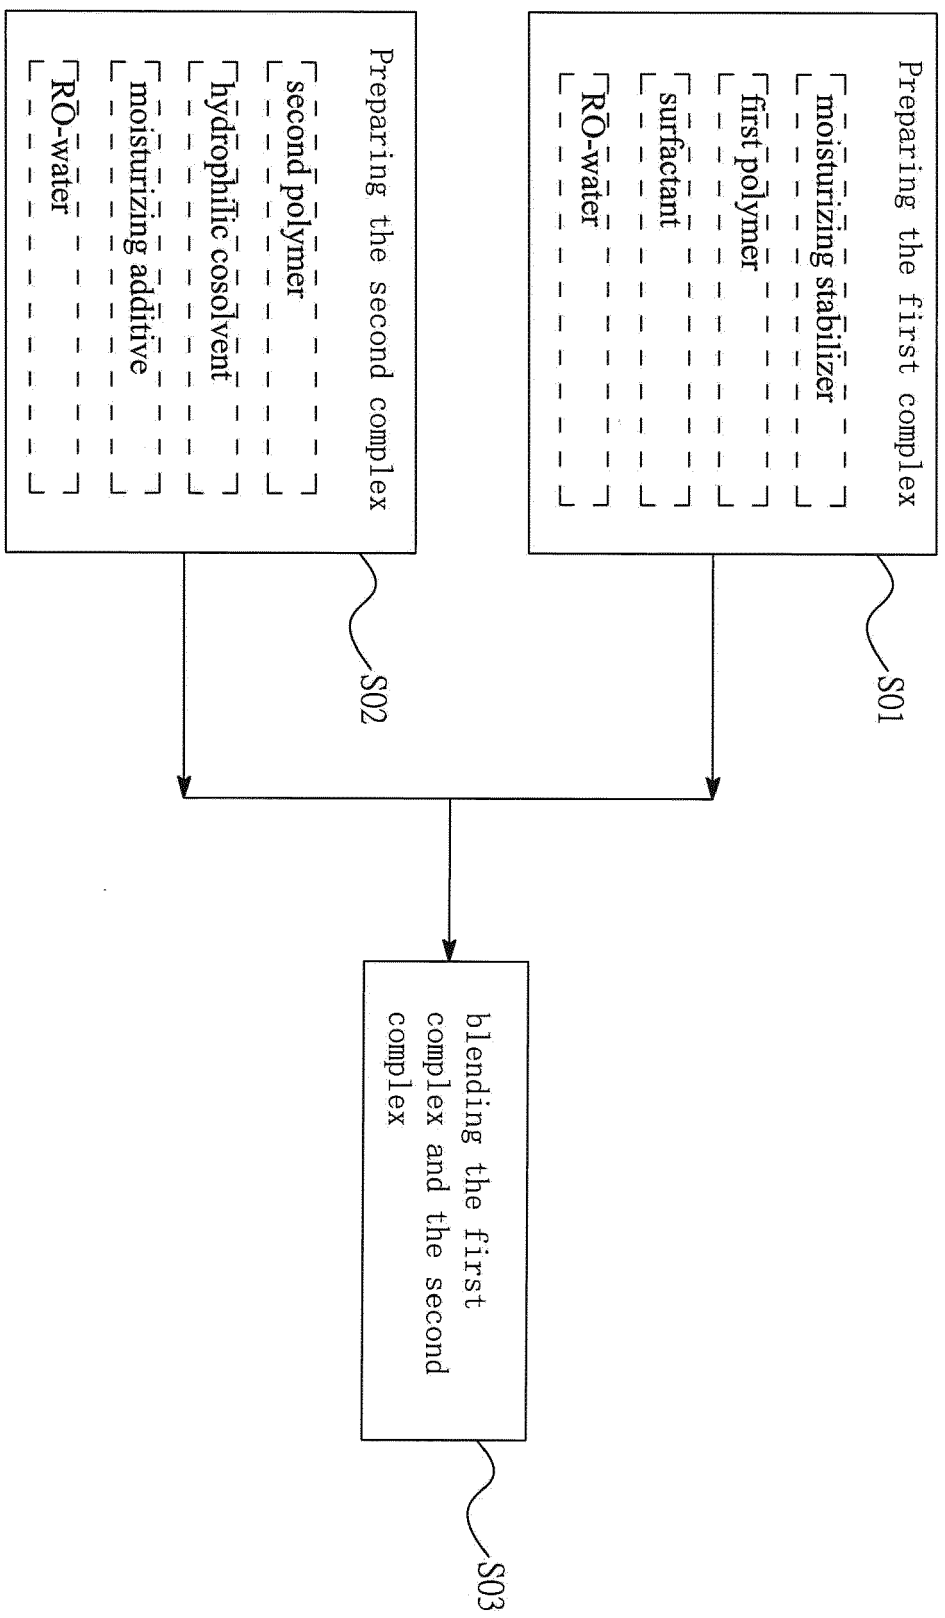 Preparing the first complex
moisturizing stabilizer
first polymer
surfactant
RO-water
S01
Preparing the second complex
second polymer
hydrophilic cosolvent
moisturizing additive
RO-water
S02
blending the first
complex and the second
complex
S03